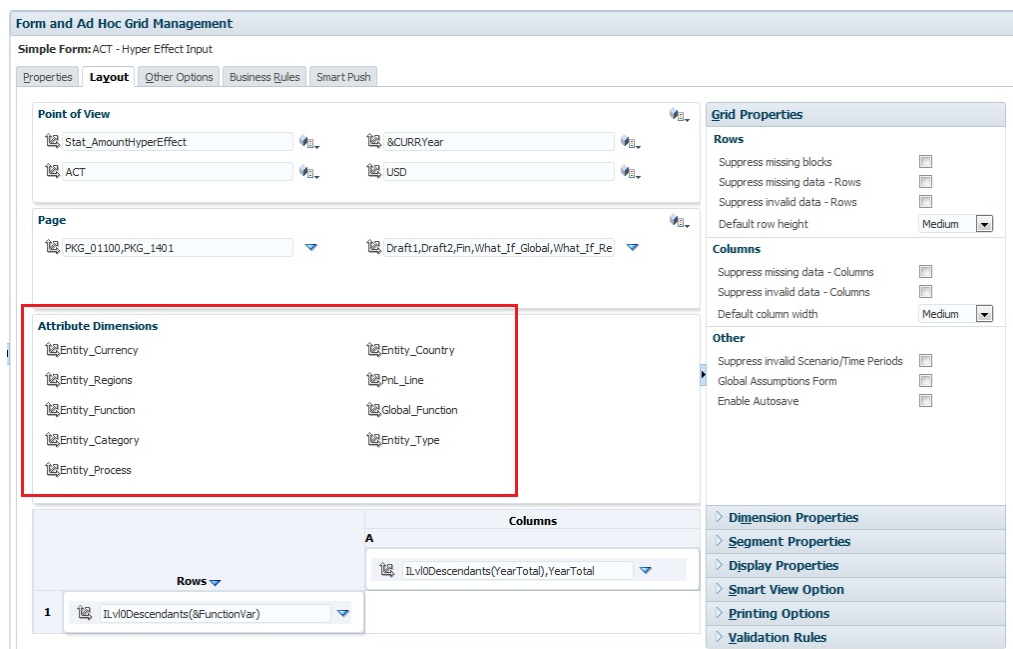 Form and Ad Hoc Grid Management
Simple Form: ACT - Hyper Effect Input
Properties Layout Other Options Business Rules Smart Push
Point of View
Stat_AmountHyperEffect &CURRYear
ACT USD
Page
PKG_01100,PKG_1401 Draft1,Draft2,Fin,What_If_Global,What_If_Re
Attribute Dimensions
Entity_Currency Entity_Country
Entity_Regions PnL_Line
Entity_Function Global_Function
Entity_Category Entity_Type
Entity_Process
Columns
A
ILvl0Descendants(YearTotal),YearTotal
Rows
1 ILvl0Descendants(&FunctionVar)
Grid Properties
Rows
Suppress missing blocks
Suppress missing data - Rows
Suppress invalid data - Rows
Default row height Medium
Columns
Suppress missing data - Columns
Suppress invalid data - Columns
Default column width Medium
Other
Suppress invalid Scenario/Time Periods
Global Assumptions Form
Enable Autosave
Dimension Properties
Segment Properties
Display Properties
Smart View Option
Printing Options
Validation Rules